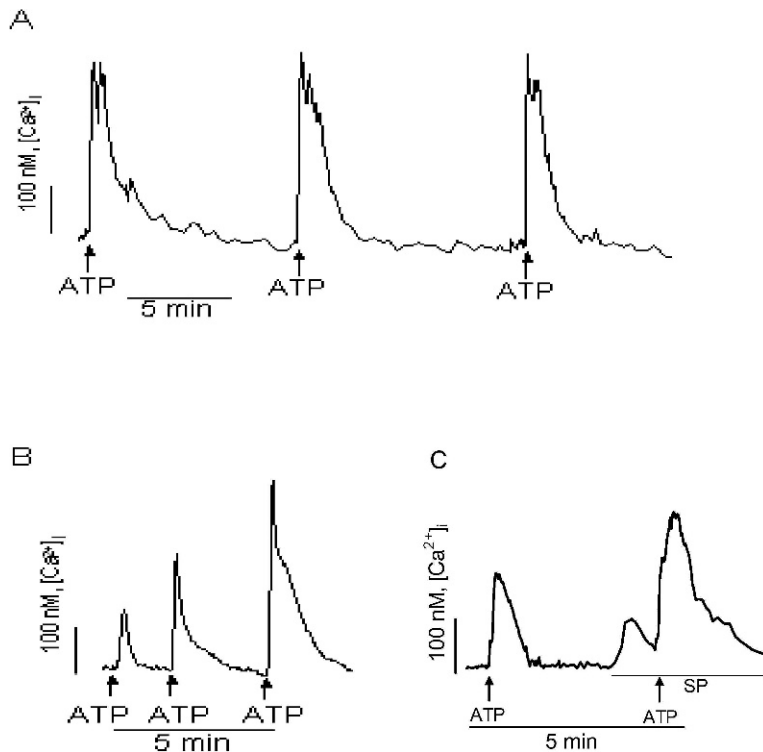 A
100 nM, [Ca²⁺]i
ATP ATP ATP
5 min
B
100 nM, [Ca²⁺]i
ATP ATP ATP
5 min
C
100 nM, [Ca²⁺]i
SP
ATP ATP
5 min